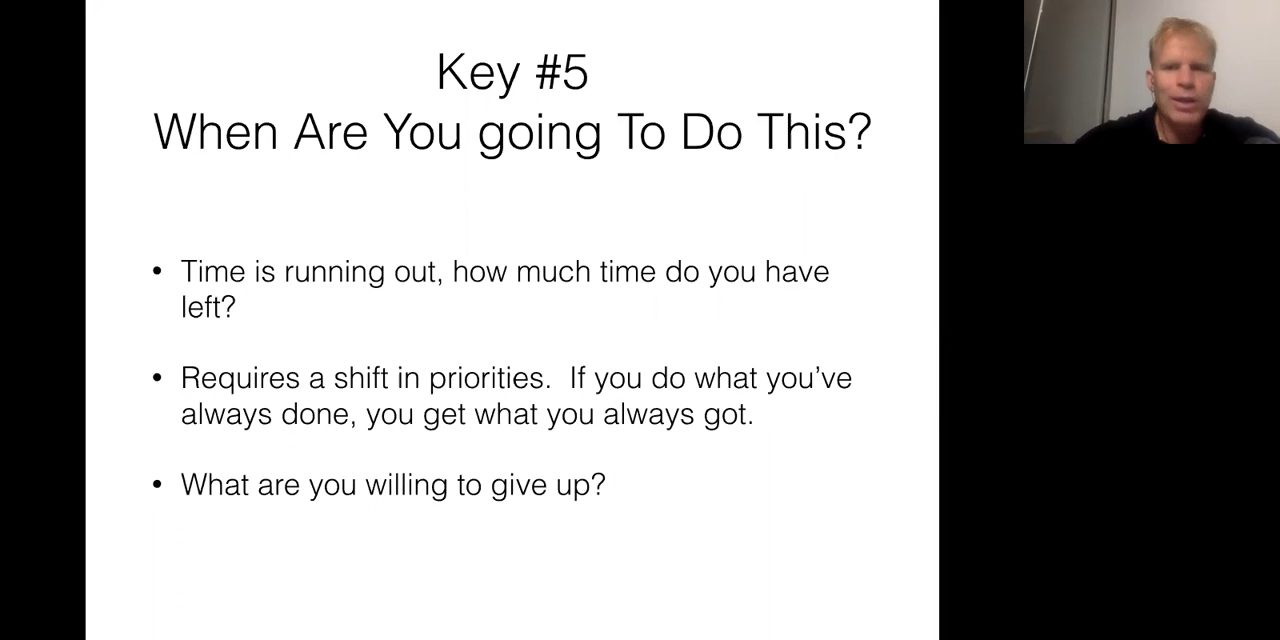 Key #5
When Are You going To Do This?
• Time is running out, how much time do you have
left?
• Requires a shift in priorities.  If you do what you’ve
always done, you get what you always got.
• What are you willing to give up?